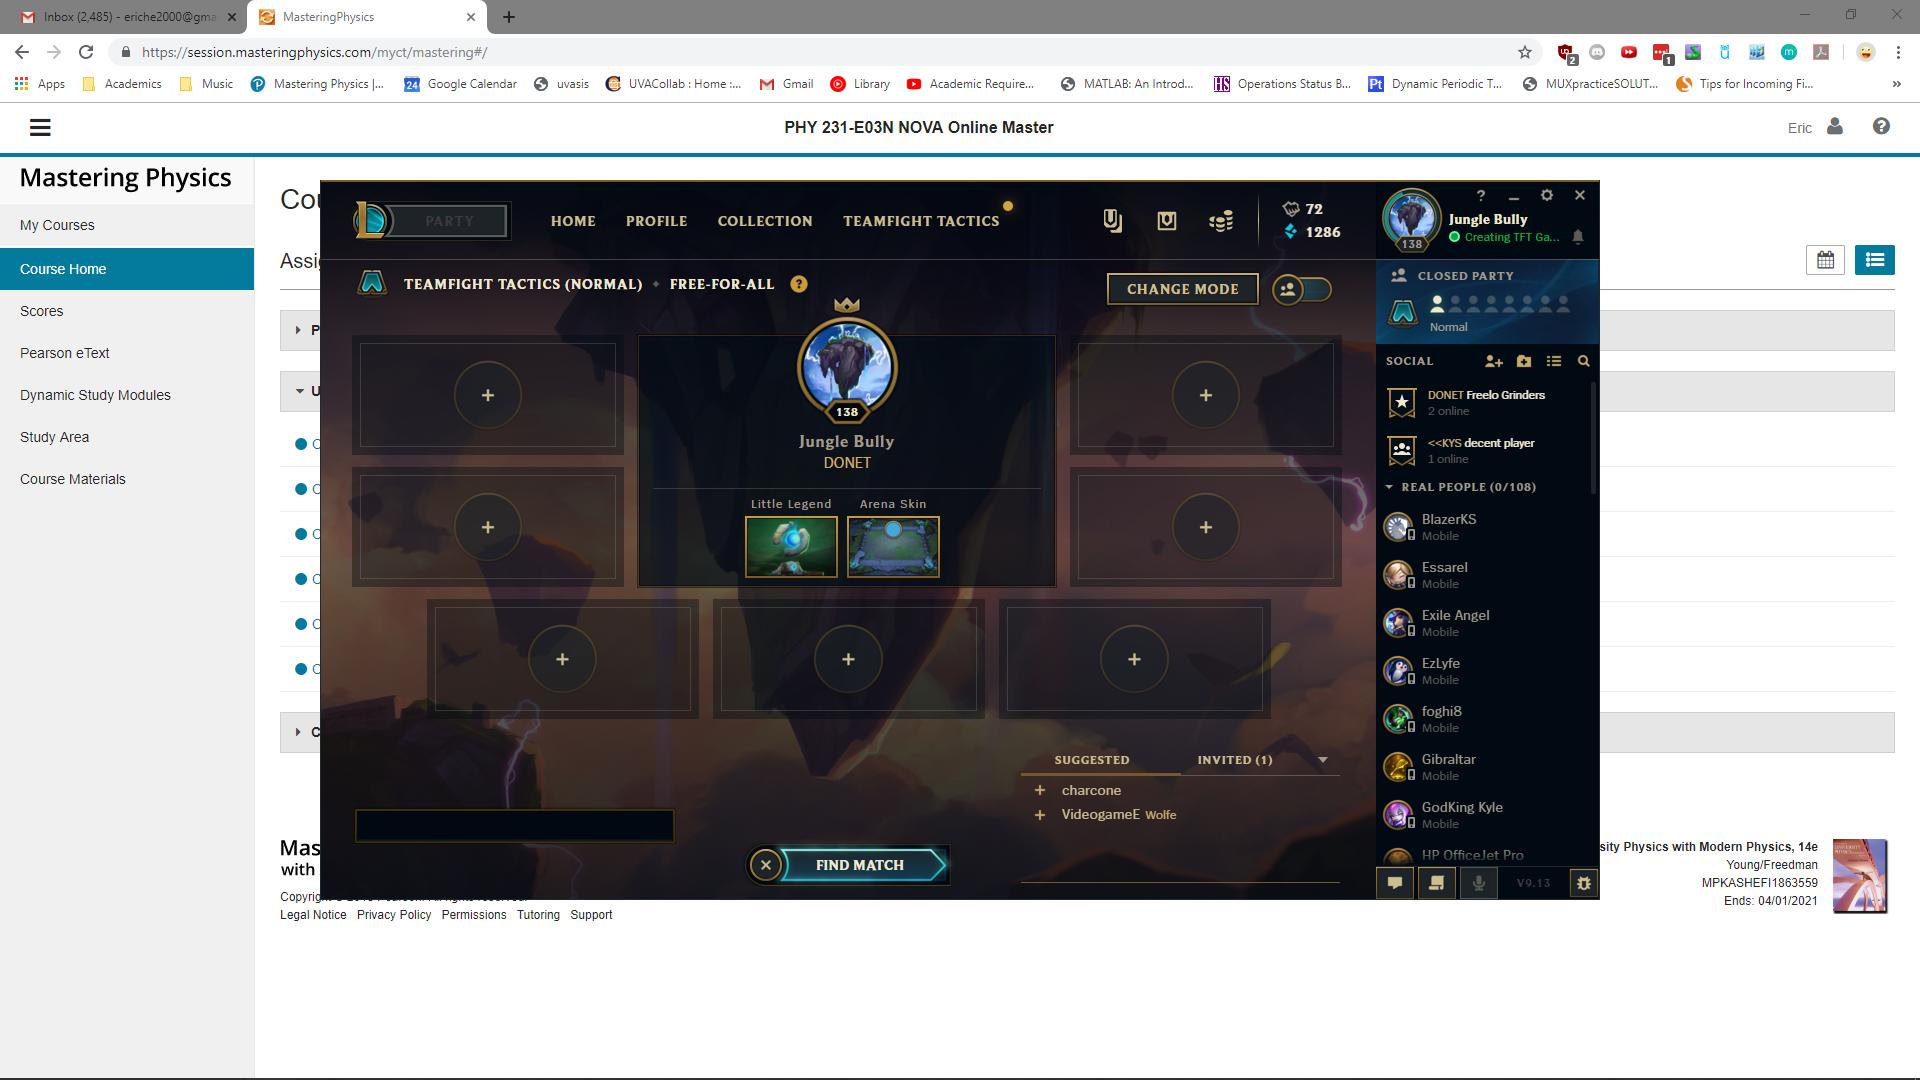 Inbox (2,485) - eriche2000@gma
MasteringPhysics
https://session.masteringphysics.com/myct/mastering#/
2
1
Apps
Academics
Music
Mastering Physics |...
24
Google Calendar
uvasis
UVACollab : Home :...
Gmail
Library
Academic Require...
MATLAB: An Introd...
HS
Operations Status B...
Pt
Dynamic Periodic T...
MUXpracticeSOLUT...
Tips for Incoming Fi...
»
PHY 231-E03N NOVA Online Master
Eric
Mastering Physics
My Courses
Course Home
Scores
Pearson eText
Dynamic Study Modules
Study Area
Course Materials
Cou
Assig
P
U
C
C
C
C
C
C
C
PARTY
HOME
PROFILE
COLLECTION
TEAMFIGHT TACTICS
72
1286
138
Jungle Bully
Creating TFT Ga...
TEAMFIGHT TACTICS (NORMAL) • FREE-FOR-ALL
?
CHANGE MODE
138
Jungle Bully
DONET
Little Legend
Arena Skin
SUGGESTED
INVITED (1)
+ charcone
+ VideogameE Wolfe
FIND MATCH
CLOSED PARTY
Normal
SOCIAL
DONET Freelo Grinders
2 online
<<KYS decent player
1 online
REAL PEOPLE (0/108)
BlazerKS
Mobile
Essarel
Mobile
Exile Angel
Mobile
EzLyfe
Mobile
foghi8
Mobile
Gibraltar
Mobile
GodKing Kyle
Mobile
HP OfficeJet Pro
V9.13
Mas
with
Legal Notice Privacy Policy Permissions Tutoring Support
sity Physics with Modern Physics, 14e
Young/Freedman
MPKASHEFI1863559
Ends: 04/01/2021